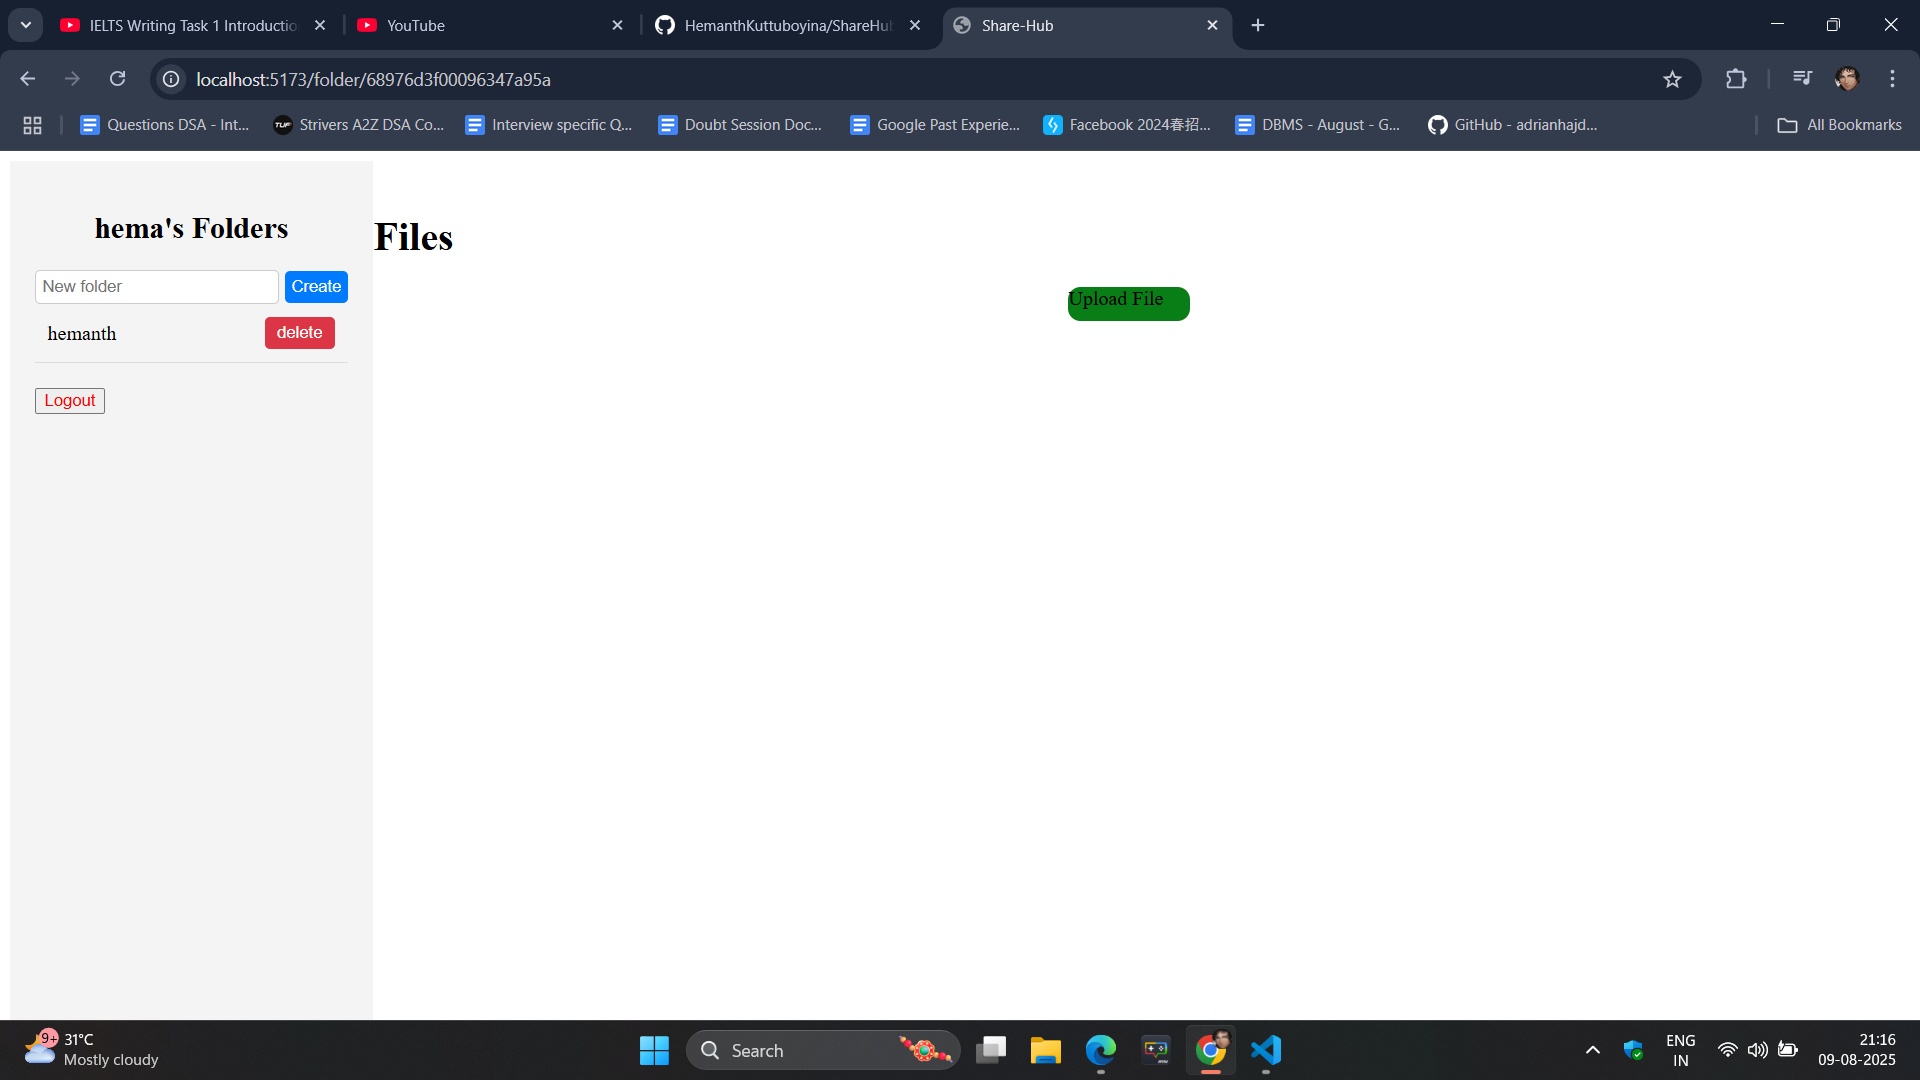 IELTS Writing Task 1 Introductio
YouTube
HemanthKuttuboyina/ShareHub
Share-Hub
localhost:5173/folder/68976d3f00096347a95a
Questions DSA - Int...
TUF
Strivers A2Z DSA Co...
Interview specific Q...
Doubt Session Doc...
Google Past Experie...
Facebook 2024春招...
DBMS - August - G...
GitHub - adrianhajd...
All Bookmarks
hema's Folders
New folder
Create
hemanth
delete
Logout
Files
Upload File
9+
31°C
Mostly cloudy
Search
ENG
IN
21:16
09-08-2025